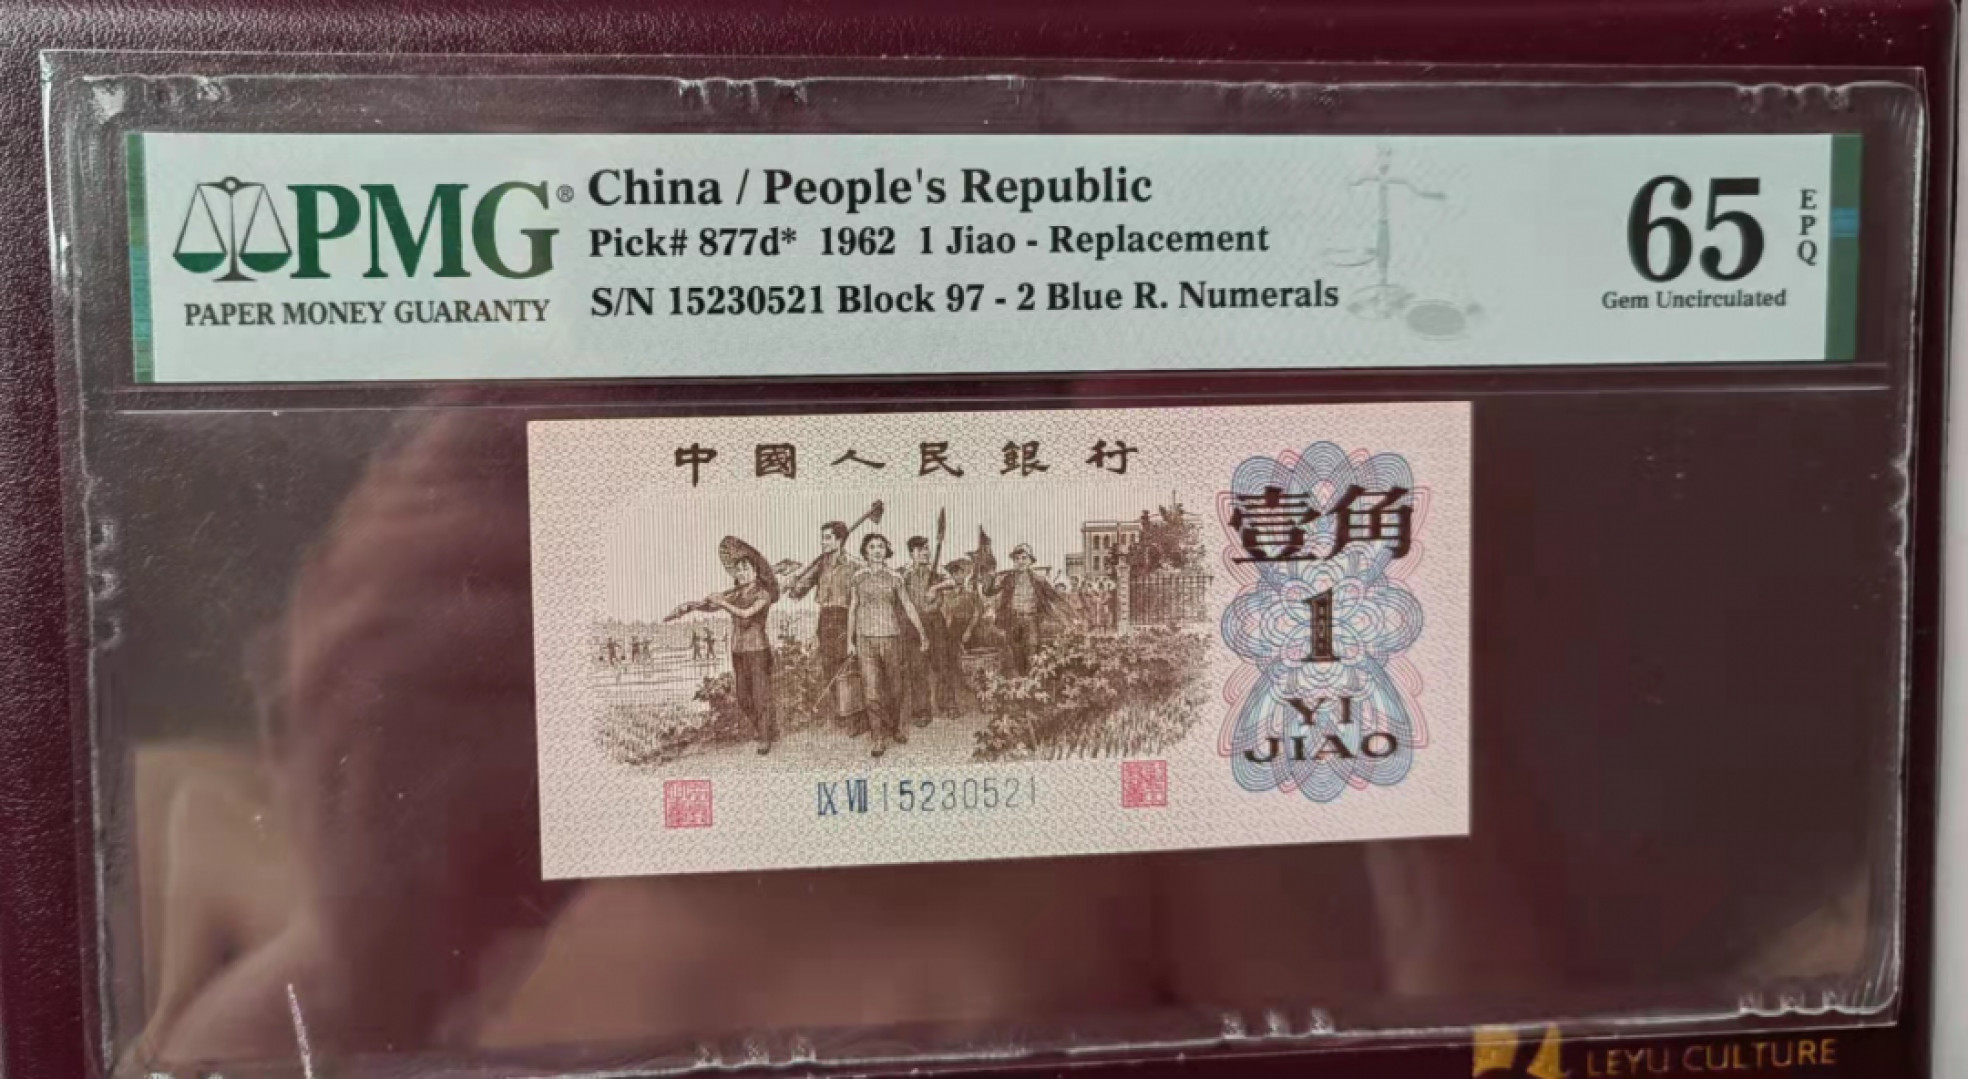 PMG®
PAPER MONEY GUARANTY
China / People's Republic
Pick# 877d* 1962 1 Jiao - Replacement
S/N 15230521 Block 97 - 2 Blue R. Numerals
65
EPQ
Gem Uncirculated
中國人民銀行
壹角
1
YI
JIAO
IX VII 15230521
LEYU CULTURE